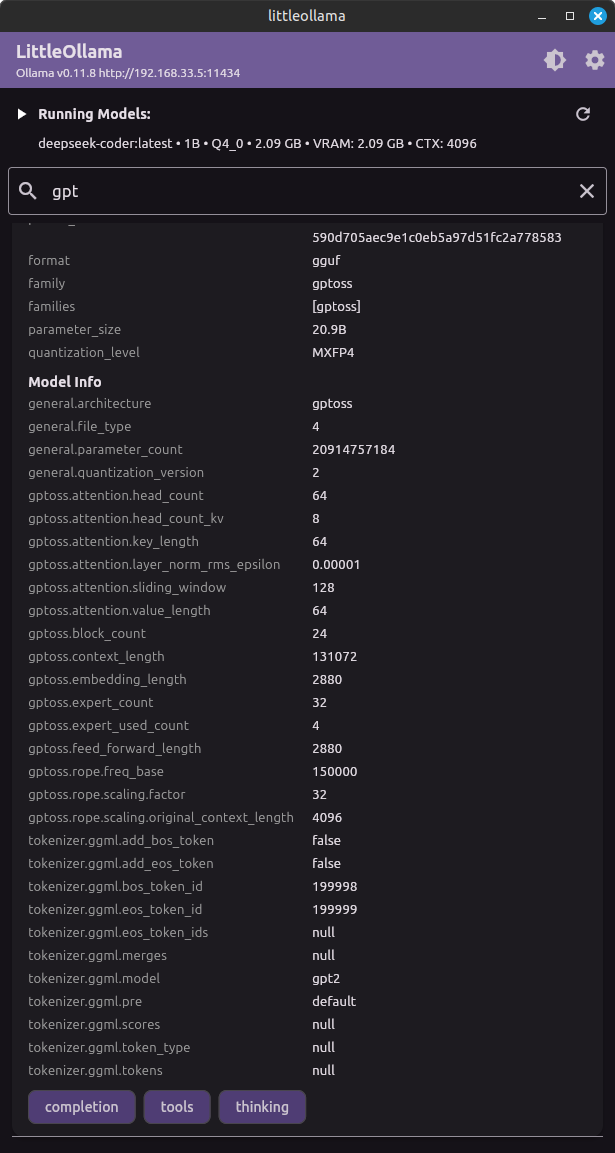 littleollama
LittleOllama
Ollama v0.11.8 http://192.168.33.5:11434
Running Models:
deepseek-coder:latest • 1B • Q4_0 • 2.09 GB • VRAM: 2.09 GB • CTX: 4096
gpt
590d705aec9e1c0eb5a97d51fc2a778583
format gguf
family gptoss
families [gptoss]
parameter_size 20.9B
quantization_level MXFP4
Model Info
general.architecture gptoss
general.file_type 4
general.parameter_count 20914757184
general.quantization_version 2
gptoss.attention.head_count 64
gptoss.attention.head_count_kv 8
gptoss.attention.key_length 64
gptoss.attention.layer_norm_rms_epsilon 0.00001
gptoss.attention.sliding_window 128
gptoss.attention.value_length 64
gptoss.block_count 24
gptoss.context_length 131072
gptoss.embedding_length 2880
gptoss.expert_count 32
gptoss.expert_used_count 4
gptoss.feed_forward_length 2880
gptoss.rope.freq_base 150000
gptoss.rope.scaling.factor 32
gptoss.rope.scaling.original_context_length 4096
tokenizer.ggml.add_bos_token false
tokenizer.ggml.add_eos_token false
tokenizer.ggml.bos_token_id 199998
tokenizer.ggml.eos_token_id 199999
tokenizer.ggml.eos_token_ids null
tokenizer.ggml.merges null
tokenizer.ggml.model gpt2
tokenizer.ggml.pre default
tokenizer.ggml.scores null
tokenizer.ggml.token_type null
tokenizer.ggml.tokens null
completion tools thinking